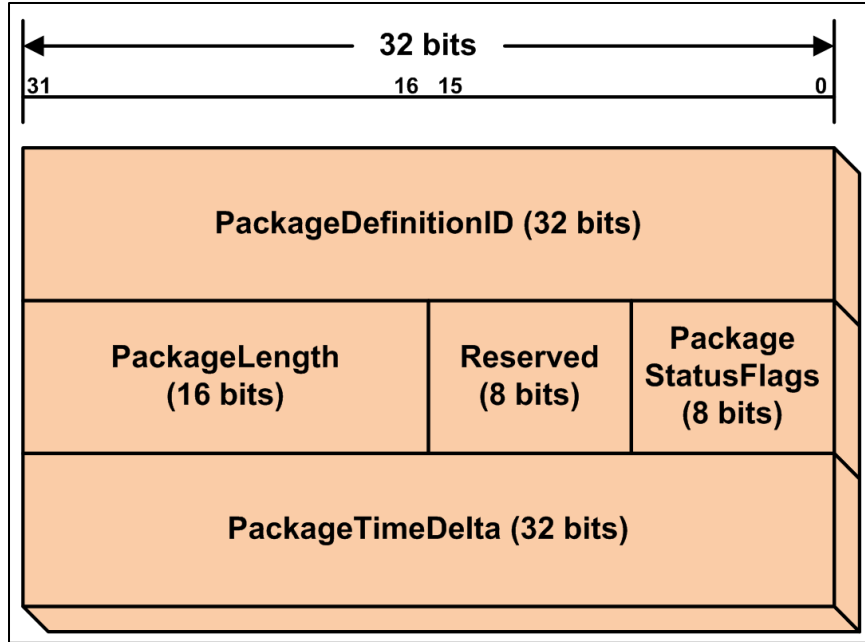 32 bits
31 16 15 0
PackageDefinitionID (32 bits)
PackageLength
(16 bits)
Reserved
(8 bits)
Package
StatusFlags
(8 bits)
PackageTimeDelta (32 bits)